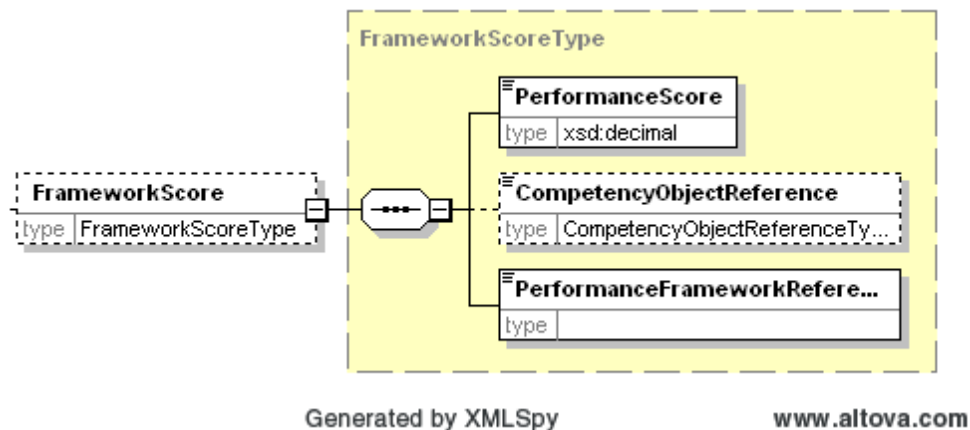 FrameworkScoreType
PerformanceScore
type xsd:decimal
FrameworkScore
type FrameworkScoreType
CompetencyObjectReference
type CompetencyObjectReferenceTy...
PerformanceFrameworkRefere...
type
Generated by XMLSpy www.altova.com